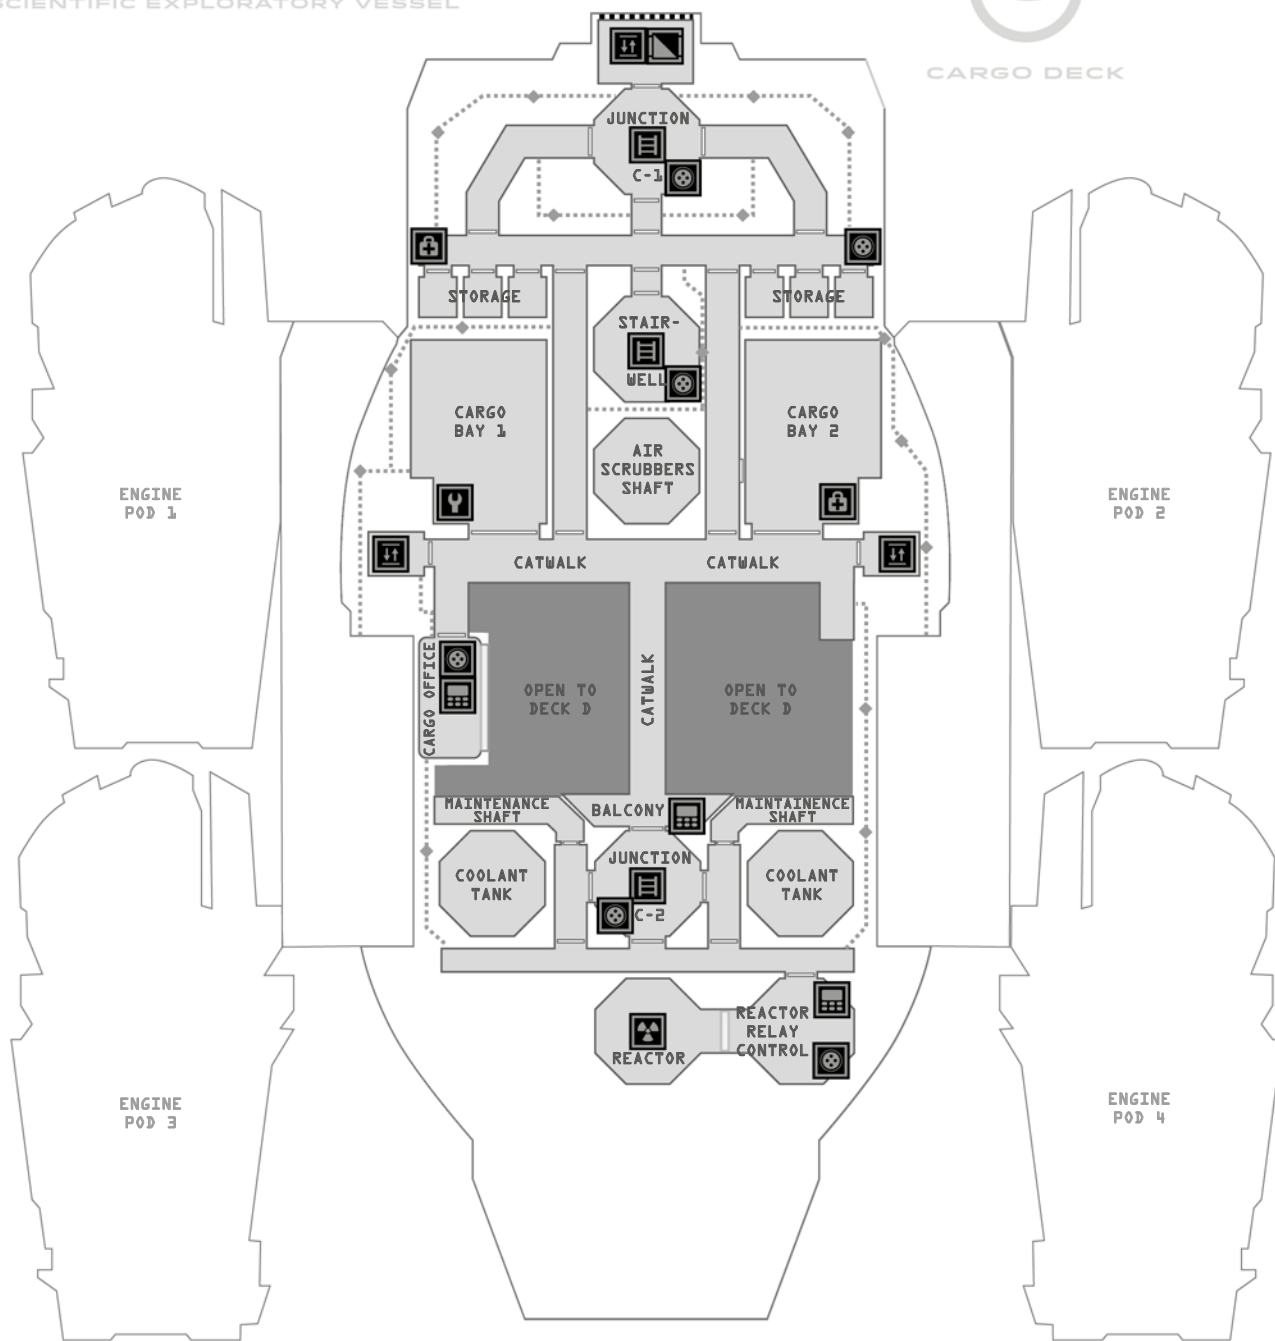 SCIENTIFIC EXPLORATORY VESSEL
CARGO DECK
JUNCTION
C-1
STORAGE
STORAGE
STAIR-
WELL
CARGO
BAY 1
CARGO
BAY 2
AIR
SCRUBBERS
SHAFT
ENGINE
POD 1
ENGINE
POD 2
CATWALK
CATWALK
CARGO OFFICE
OPEN TO
DECK D
CATWALK
OPEN TO
DECK D
MAINTENANCE
SHAFT
BALCONY
MAINTAINENCE
SHAFT
JUNCTION
C-2
COOLANT
TANK
COOLANT
TANK
REACTOR
REACTOR
RELAY
CONTROL
ENGINE
POD 3
ENGINE
POD 4